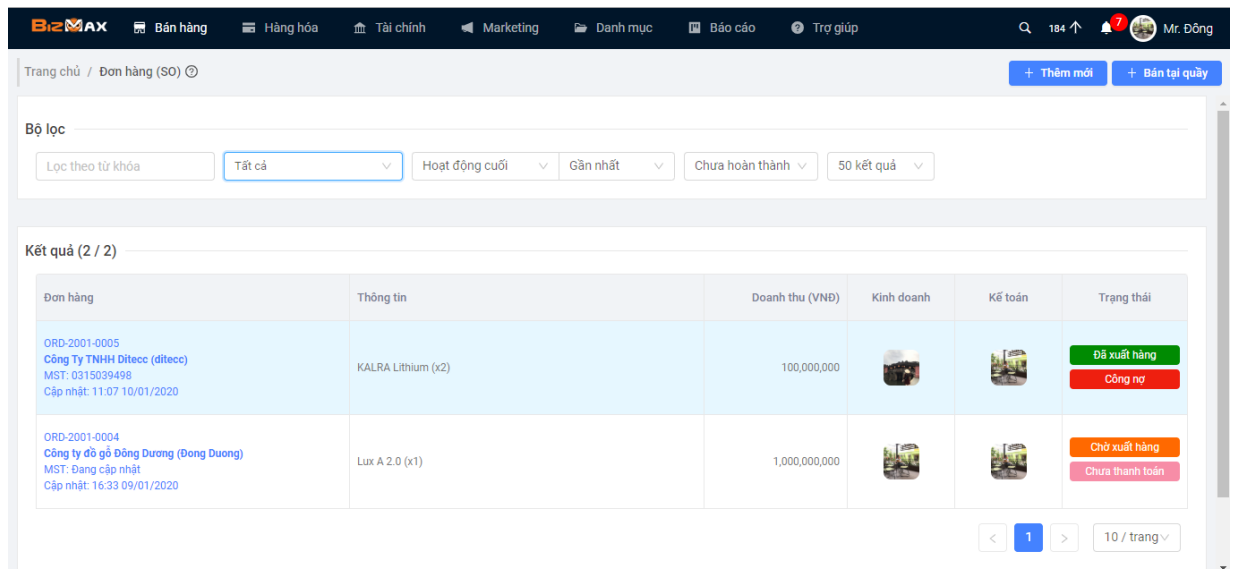 BizMAX Bán hàng Hàng hóa Tài chính Marketing Danh mục Báo cáo Trợ giúp 184 7 Mr. Đông
Trang chủ / Đơn hàng (SO) + Thêm mới + Bán tại quầy
Bộ lọc
Lọc theo từ khóa Tất cả Hoạt động cuối Gần nhất Chưa hoàn thành 50 kết quả
Kết quả (2 / 2)
Đơn hàng Thông tin Doanh thu (VNĐ) Kinh doanh Kế toán Trạng thái
ORD-2001-0005
Công Ty TNHH Ditecc (ditecc)
MST: 0315039498
Cập nhật: 11:07 10/01/2020
KALRA Lithium (x2)
100,000,000
Đã xuất hàng
Công nợ
ORD-2001-0004
Công ty đồ gỗ Đông Dương (Đong Duong)
MST: Đang cập nhật
Cập nhật: 16:33 09/01/2020
Lux A 2.0 (x1)
1,000,000,000
Chờ xuất hàng
Chưa thanh toán
< 1 > 10 / trang